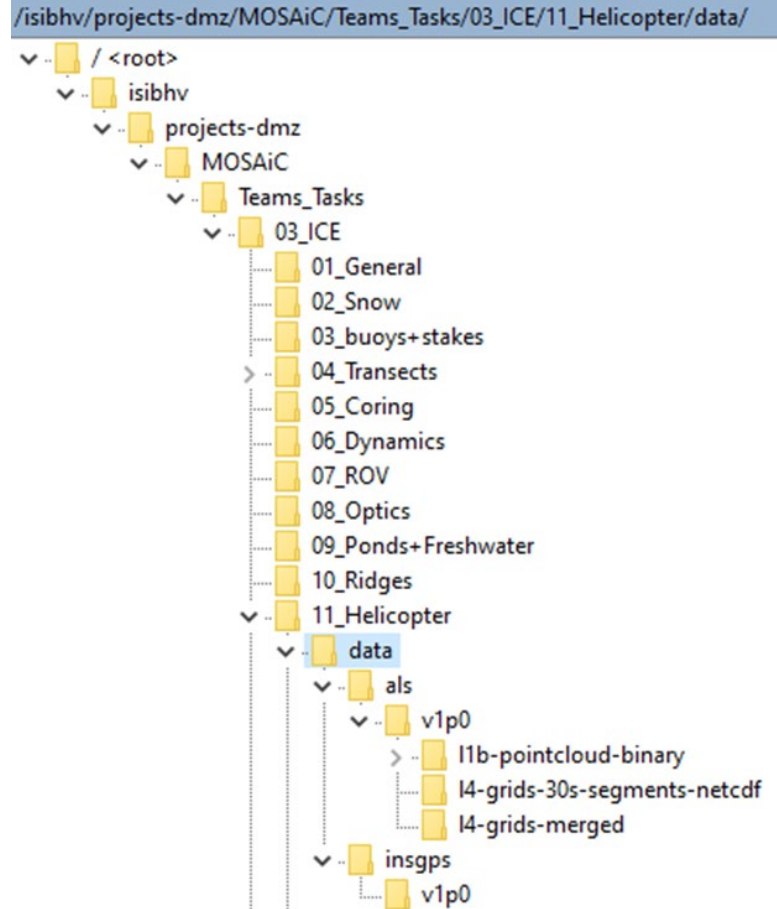 /isibhv/projects-dmz/MOSAiC/Teams_Tasks/03_ICE/11_Helicopter/data/
/ <root>
isibhv
projects-dmz
MOSAiC
Teams_Tasks
03_ICE
01_General
02_Snow
03_buoys+stakes
04_Transects
05_Coring
06_Dynamics
07_ROV
08_Optics
09_Ponds+Freshwater
10_Ridges
11_Helicopter
data
als
v1p0
l1b-pointcloud-binary
l4-grids-30s-segments-netcdf
l4-grids-merged
insgps
v1p0